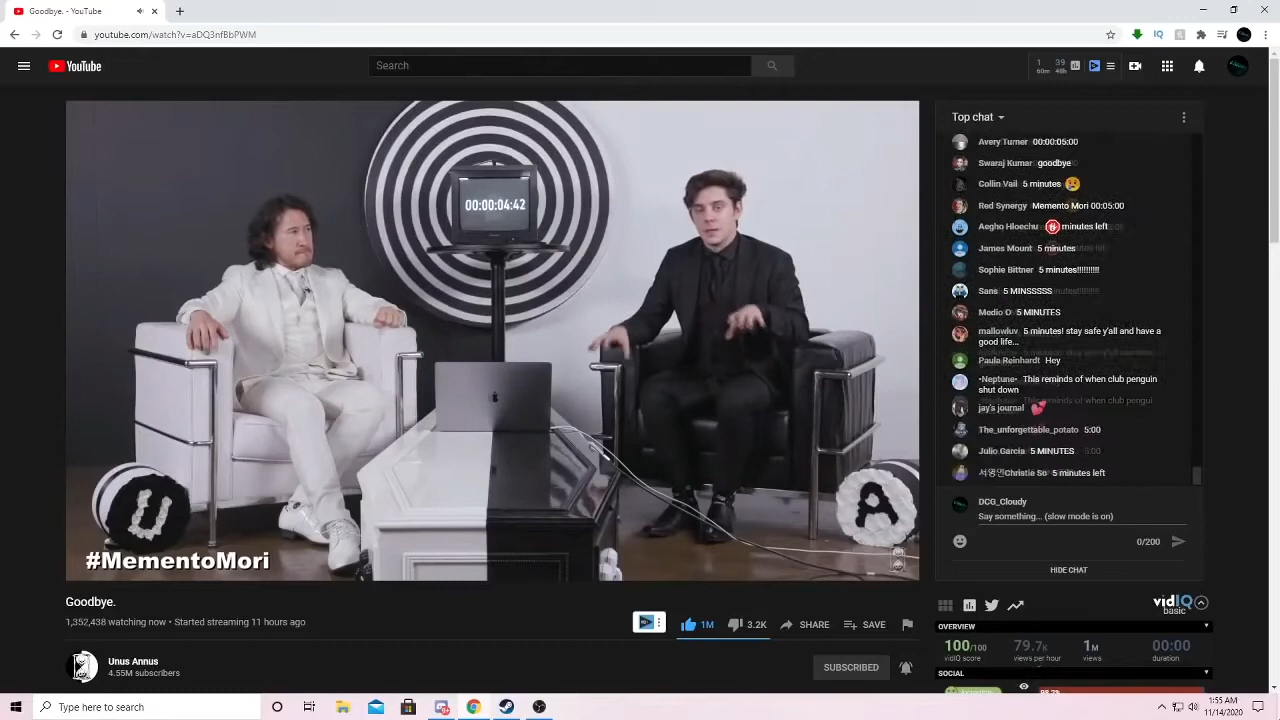 Goodbye. - YouTube
youtube.com/watch?v=aDQ3nfBbPWM
YouTube
Search
1
60m
39
48h
00:00:04:42
U
A
#MementoMori
Top chat
Avery Turner 00:00:05:00
Swaraj Kumar goodbye
Collin Vail 5 minutes
Red Synergy Memento Mori 00:05:00
Aegho Hloechu minutes left
James Mount 5 minutes
Sophie Bittner 5 minutes!!!!!!!!!!
Sans 5 MINSSSSS
Medio O! 5 MINUTES
mallowluv 5 minutes! stay safe y'all and have a
good life...
Paula Reinhardt Hey
•Neptune• This reminds of when club penguin
shut down
jay's journal
The_unforgettable_potato 5:00
Julio Garcia 5 MINUTES
서영인Christie So 5 minutes left
DCG_Cloudy
Say something... (slow mode is on)
0/200
HIDE CHAT
Goodbye.
1,352,438 watching now • Started streaming 11 hours ago
1M
3.2K
SHARE
SAVE
Unus Annus
4.55M subscribers
SUBSCRIBED
vidIQ
basic
OVERVIEW
100/100
vidIQ score
79.7k
views per hour
1M
views
00:00
duration
SOCIAL
Type here to search
1:55 AM
11/14/2020